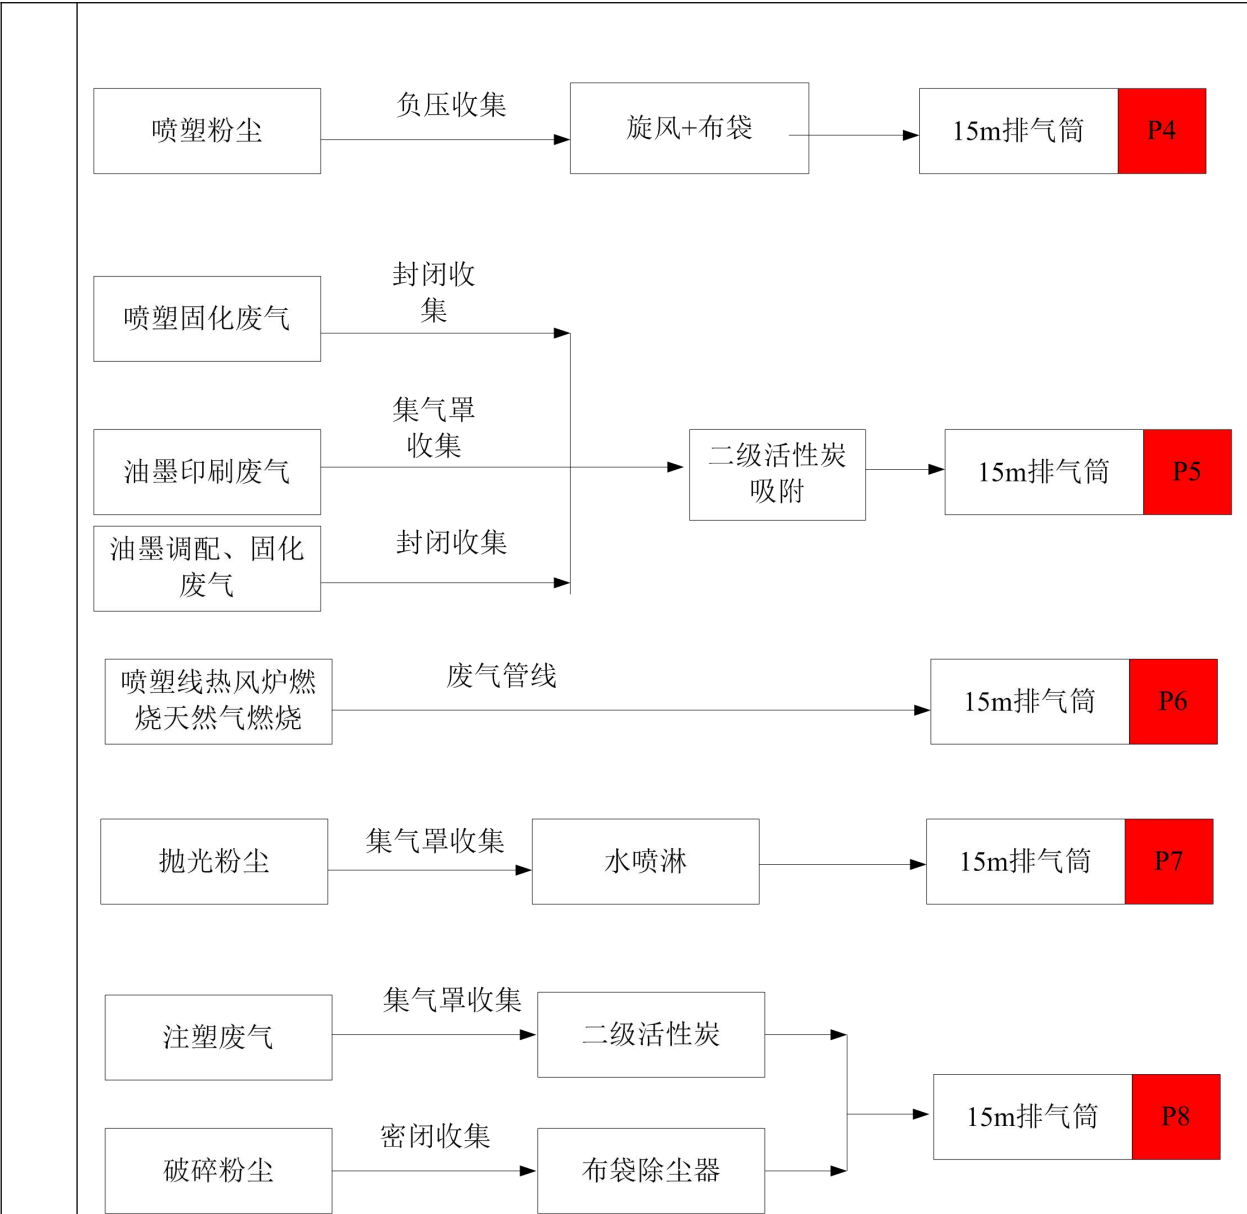 喷塑粉尘
负压收集
旋风+布袋
15m排气筒
P4
喷塑固化废气
封闭收
集
油墨印刷废气
集气罩
收集
油墨调配、固化
废气
封闭收集
二级活性炭
吸附
15m排气筒
P5
喷塑线热风炉燃
烧天然气燃烧
废气管线
15m排气筒
P6
抛光粉尘
集气罩收集
水喷淋
15m排气筒
P7
注塑废气
集气罩收集
二级活性炭
破碎粉尘
密闭收集
布袋除尘器
15m排气筒
P8